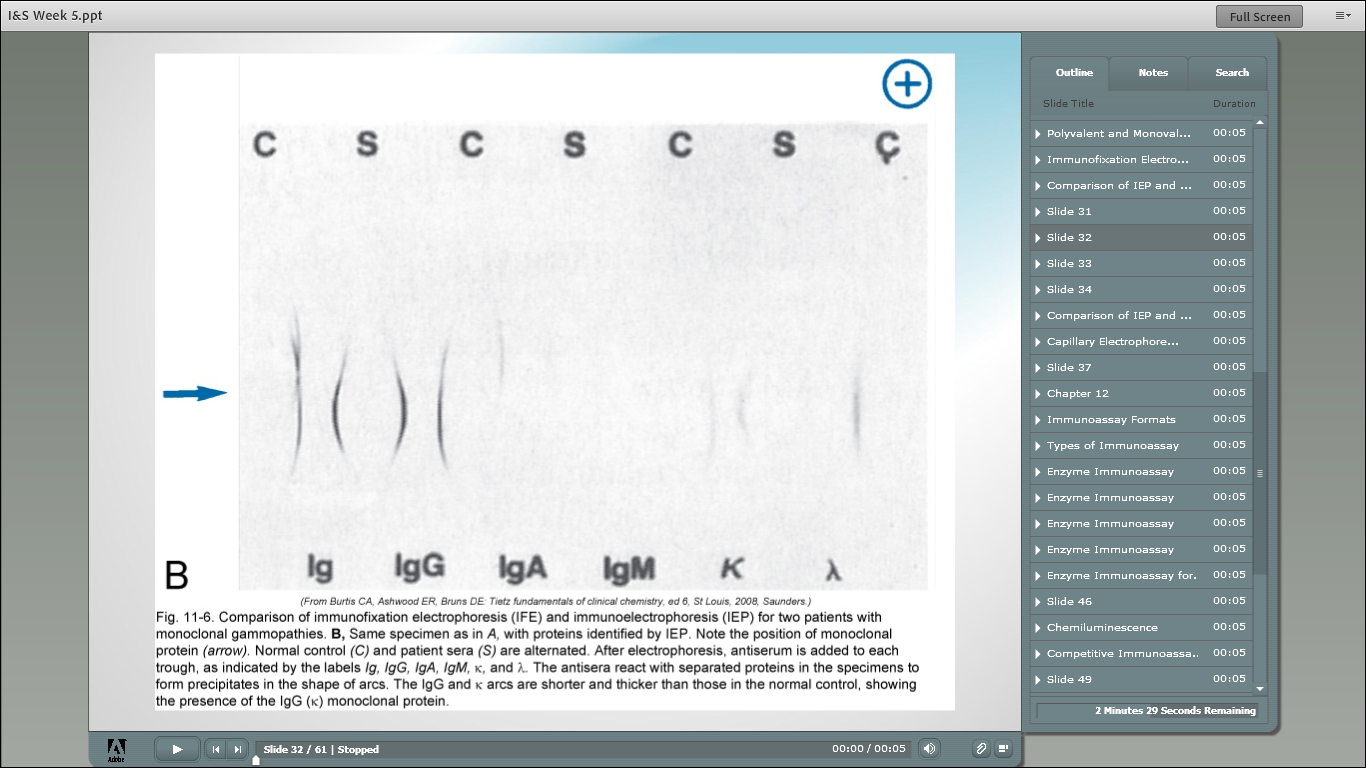 I&S Week 5.ppt
Full Screen
C S C S C S C
Ig IgG IgA IgM κ λ
B
(From Burtis CA, Ashwood ER, Bruns DE: Tietz fundamentals of clinical chemistry, ed 6, St Louis, 2008, Saunders.)
Fig. 11-6. Comparison of immunofixation electrophoresis (IFE) and immunoelectrophoresis (IEP) for two patients with
monoclonal gammopathies. B, Same specimen as in A, with proteins identified by IEP. Note the position of monoclonal
protein (arrow). Normal control (C) and patient sera (S) are alternated. After electrophoresis, antiserum is added to each
trough, as indicated by the labels Ig, IgG, IgA, IgM, κ, and λ. The antisera react with separated proteins in the specimens to
form precipitates in the shape of arcs. The IgG and κ arcs are shorter and thicker than those in the normal control, showing
the presence of the IgG (κ) monoclonal protein.
Outline Notes Search
Slide Title Duration
Polyvalent and Monoval... 00:05
Immunofixation Electro... 00:05
Comparison of IEP and ... 00:05
Slide 31 00:05
Slide 32 00:05
Slide 33 00:05
Slide 34 00:05
Comparison of IEP and ... 00:05
Capillary Electrophore... 00:05
Slide 37 00:05
Chapter 12 00:05
Immunoassay Formats 00:05
Types of Immunoassay 00:05
Enzyme Immunoassay 00:05
Enzyme Immunoassay 00:05
Enzyme Immunoassay 00:05
Enzyme Immunoassay 00:05
Enzyme Immunoassay for. 00:05
Slide 46 00:05
Chemiluminescence 00:05
Competitive Immunoassa.. 00:05
Slide 49 00:05
2 Minutes 29 Seconds Remaining
Adobe
Slide 32 / 61 | Stopped
00:00 / 00:05